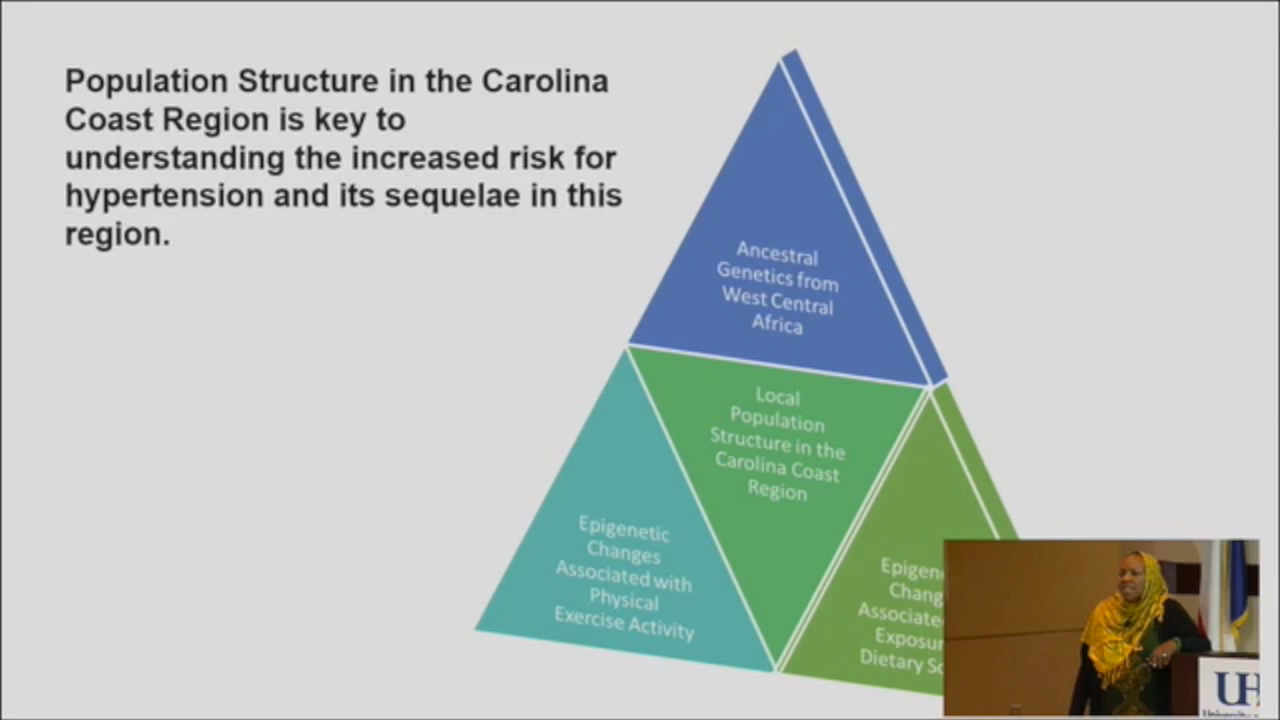 Population Structure in the Carolina
Coast Region is key to
understanding the increased risk for
hypertension and its sequelae in this
region.
Ancestral
Genetics from
West Central
Africa
Local
Population
Structure in the
Carolina Coast
Region
Epigenetic
Changes
Associated with
Physical
Exercise Activity
Dietary
UH